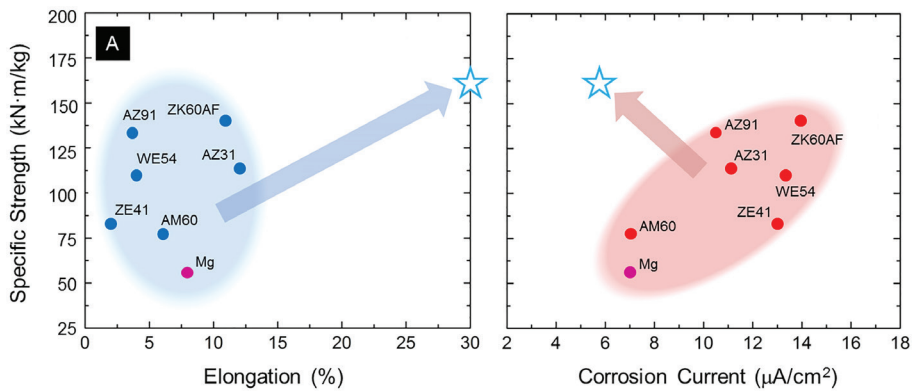 A
Specific Strength (kN·m/kg)
200
175
150
125
100
75
50
25
AZ91
ZK60AF
WE54
AZ31
ZE41
AM60
Mg
0
5
10
15
20
25
30
Elongation (%)
AZ91
ZK60AF
AZ31
WE54
ZE41
AM60
Mg
2
4
6
8
10
12
14
16
18
Corrosion Current (μA/cm²)